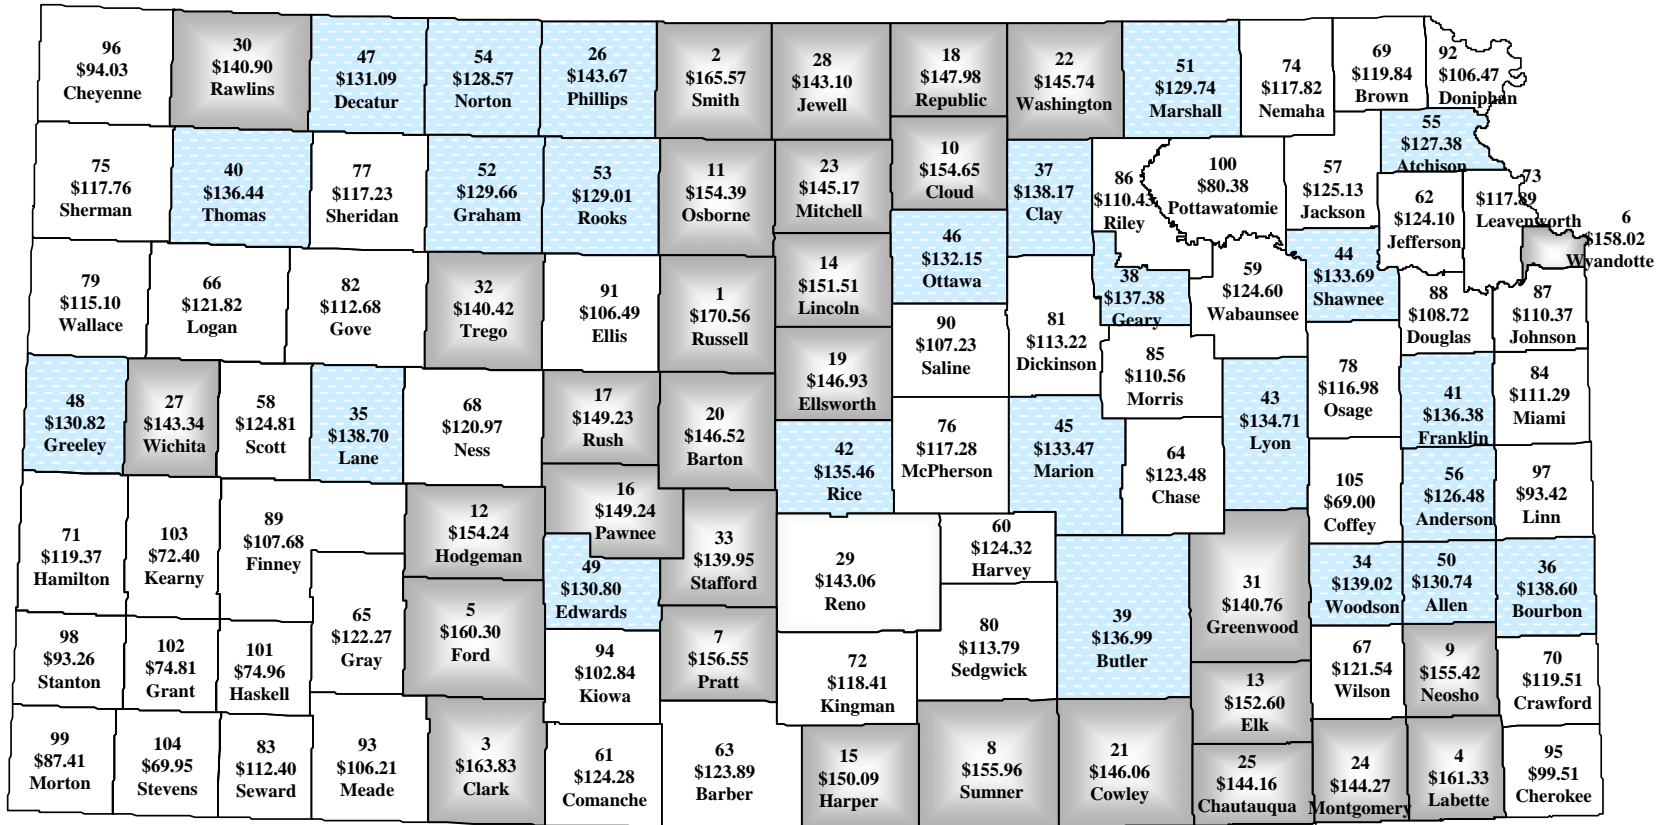 96
$94.03
Cheyenne
30
$140.90
Rawlins
47
$131.09
Decatur
54
$128.57
Norton
26
$143.67
Phillips
2
$165.57
Smith
28
$143.10
Jewell
18
$147.98
Republic
22
$145.74
Washington
51
$129.74
Marshall
74
$117.82
Nemaha
69
$119.84
Brown
92
$106.47
Doniphan
55
$127.38
Atchison
75
$117.76
Sherman
40
$136.44
Thomas
77
$117.23
Sheridan
52
$129.66
Graham
53
$129.01
Rooks
11
$154.39
Osborne
23
$145.17
Mitchell
10
$154.65
Cloud
37
$138.17
Clay
86
$110.43
Riley
100
$80.38
Pottawatomie
57
$125.13
Jackson
62
$124.10
Jefferson
73
$117.89
Leavenworth
6
$158.02
Wyandotte
79
$115.10
Wallace
66
$121.82
Logan
82
$112.68
Gove
32
$140.42
Trego
91
$106.49
Ellis
1
$170.56
Russell
14
$151.51
Lincoln
46
$132.15
Ottawa
38
$137.38
Geary
59
$124.60
Wabaunsee
44
$133.69
Shawnee
88
$108.72
Douglas
87
$110.37
Johnson
19
$146.93
Ellsworth
90
$107.23
Saline
81
$113.22
Dickinson
85
$110.56
Morris
48
$130.82
Greeley
27
$143.34
Wichita
58
$124.81
Scott
35
$138.70
Lane
68
$120.97
Ness
17
$149.23
Rush
20
$146.52
Barton
42
$135.46
Rice
76
$117.28
McPherson
45
$133.47
Marion
64
$123.48
Chase
43
$134.71
Lyon
78
$116.98
Osage
41
$136.38
Franklin
84
$111.29
Miami
71
$119.37
Hamilton
103
$72.40
Kearny
89
$107.68
Finney
12
$154.24
Hodgeman
16
$149.24
Pawnee
33
$139.95
Stafford
29
$143.06
Reno
60
$124.32
Harvey
105
$69.00
Coffey
56
$126.48
Anderson
97
$93.42
Linn
65
$122.27
Gray
5
$160.30
Ford
49
$130.80
Edwards
39
$136.99
Butler
31
$140.76
Greenwood
34
$139.02
Woodson
50
$130.74
Allen
36
$138.60
Bourbon
98
$93.26
Stanton
102
$74.81
Grant
101
$74.96
Haskell
94
$102.84
Kiowa
7
$156.55
Pratt
72
$118.41
Kingman
80
$113.79
Sedgwick
13
$152.60
Elk
67
$121.54
Wilson
9
$155.42
Neosho
70
$119.51
Crawford
99
$87.41
Morton
104
$69.95
Stevens
83
$112.40
Seward
93
$106.21
Meade
3
$163.83
Clark
61
$124.28
Comanche
63
$123.89
Barber
15
$150.09
Harper
8
$155.96
Sumner
21
$146.06
Cowley
25
$144.16
Chautauqua
24
$144.27
Montgomery
4
$161.33
Labette
95
$99.51
Cherokee